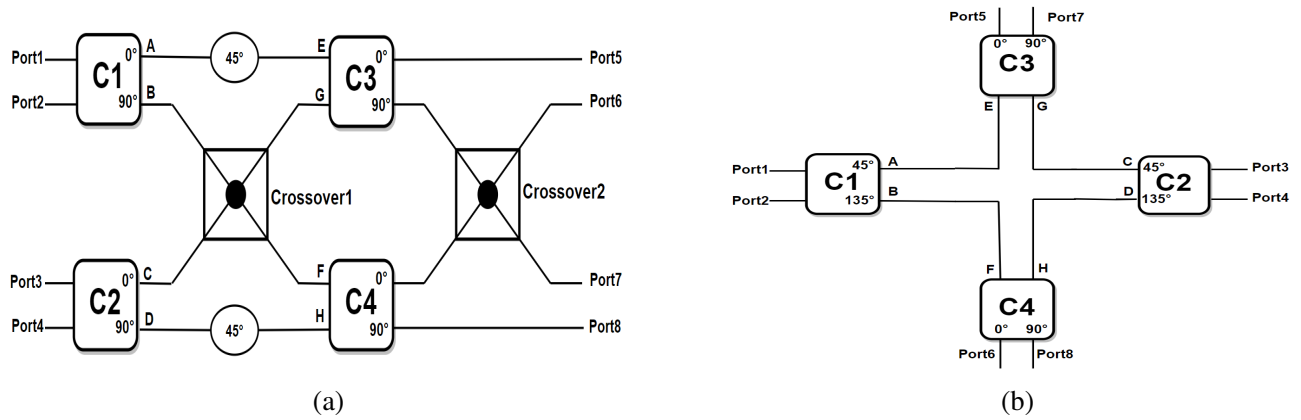 Port1
Port2
C1
0°
90°
A
B
45°
E
G
C3
0°
90°
Port5
Port6
Crossover1
Crossover2
Port3
Port4
C2
0°
90°
C
D
45°
F
H
C4
0°
90°
Port7
Port8
(a)
Port5
Port7
0°
90°
C3
E
G
Port1
Port2
C1
45°
135°
A
B
C
D
45°
135°
C2
Port3
Port4
F
H
C4
0°
90°
Port6
Port8
(b)